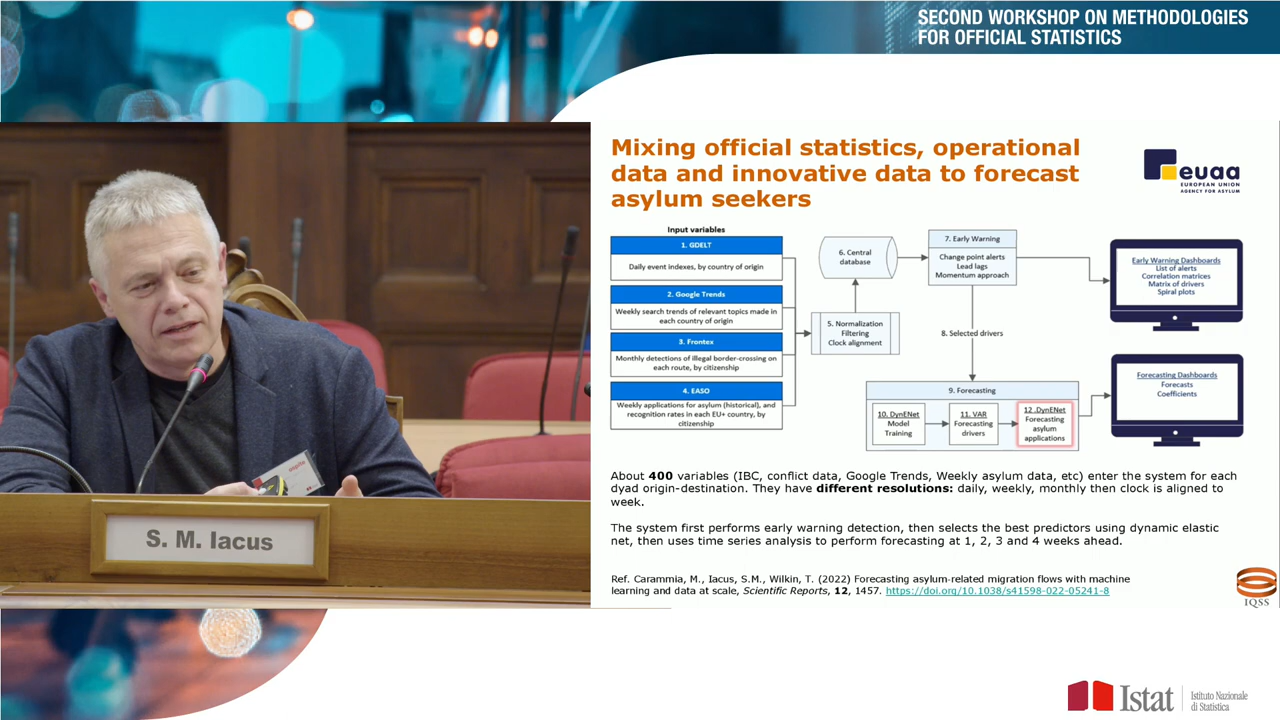 SECOND WORKSHOP ON METHODOLOGIES
FOR OFFICIAL STATISTICS
S. M. Iacus
ospite
Mixing official statistics, operational
data and innovative data to forecast
asylum seekers
euaa
EUROPEAN UNION
AGENCY FOR ASYLUM
Input variables
1. GDELT
Daily event indexes, by country of origin
2. Google Trends
Weekly search trends of relevant topics made in
each country of origin
3. Frontex
Monthly detections of illegal border-crossing on
each route, by citizenship
4. EASO
Weekly applications for asylum (historical), and
recognition rates in each EU+ country, by
citizenship
5. Normalization
Filtering
Clock alignment
6. Central
database
7. Early Warning
Change point alerts
Lead lags
Momentum approach
8. Selected drivers
9. Forecasting
10. DynENet
Model
Training
11. VAR
Forecasting
drivers
12 .DynENet
Forecasting
asylum
applications
Early Warning Dashboards
List of alerts
Correlation matrices
Matrix of drivers
Spiral plots
Forecasting Dashboards
Forecasts
Coefficients
About 400 variables (IBC, conflict data, Google Trends, Weekly asylum data, etc) enter the system for each
dyad origin-destination. They have different resolutions: daily, weekly, monthly then clock is aligned to
week.
The system first performs early warning detection, then selects the best predictors using dynamic elastic
net, then uses time series analysis to perform forecasting at 1, 2, 3 and 4 weeks ahead.
Ref. Carammia, M., Iacus, S.M., Wilkin, T. (2022) Forecasting asylum-related migration flows with machine
learning and data at scale, Scientific Reports, 12, 1457. https://doi.org/10.1038/s41598-022-05241-8
IQSS
Istat
Istituto Nazionale
di Statistica